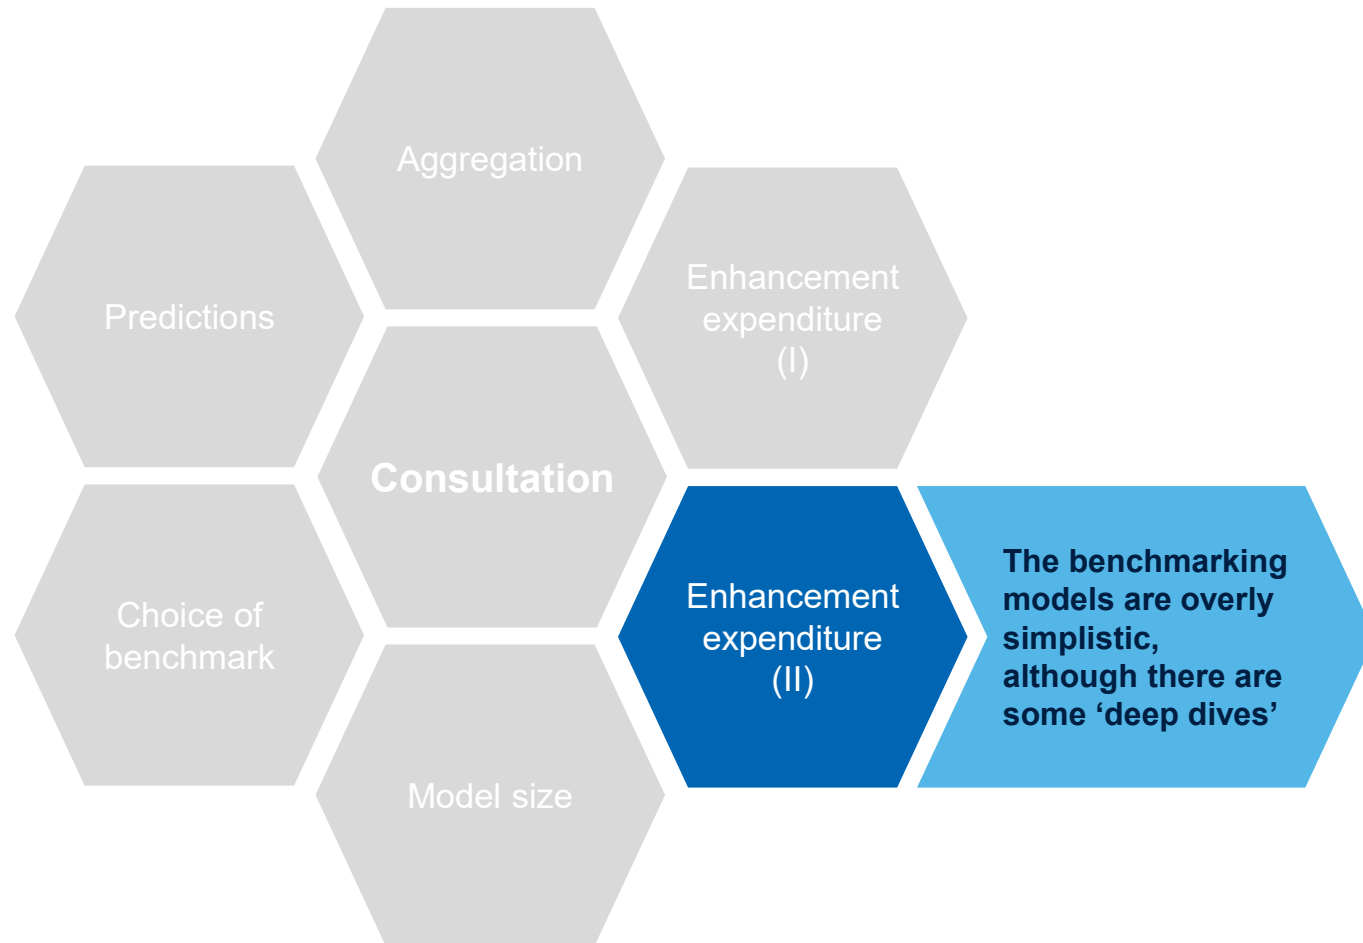 Aggregation
Predictions
Enhancement
expenditure
(I)
Consultation
Choice of
benchmark
Enhancement
expenditure
(II)
The benchmarking
models are overly
simplistic,
although there are
some ‘deep dives’
Model size